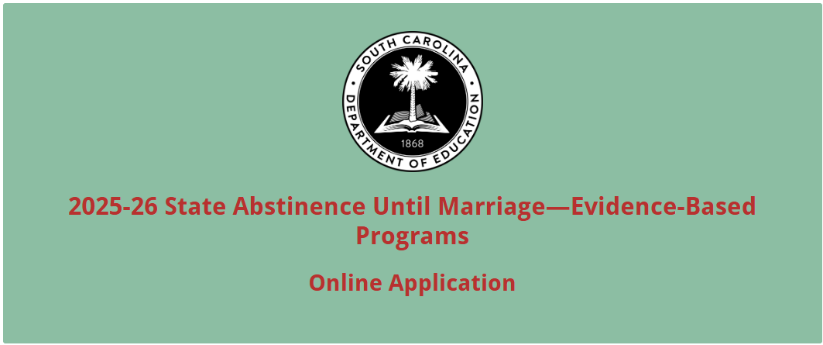 SOUTH CAROLINA
DEPARTMENT OF EDUCATION
1868
2025-26 State Abstinence Until Marriage—Evidence-Based
Programs
Online Application